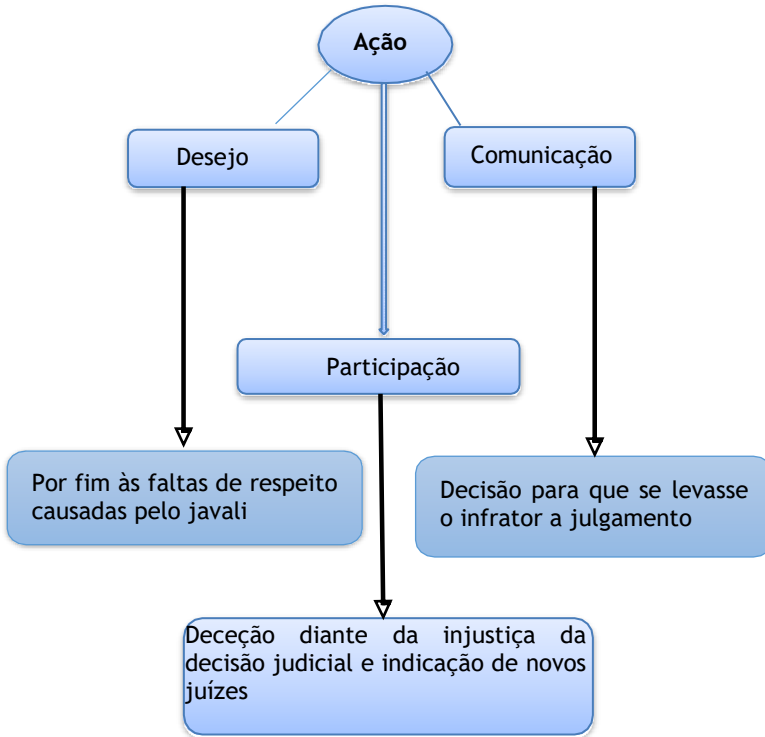 Ação
Desejo
Comunicação
Participação
Por fim às faltas de respeito
causadas pelo javali
Decisão para que se levasse
o infrator a julgamento
Deceção diante da injustiça da
decisão judicial e indicação de novos
juízes